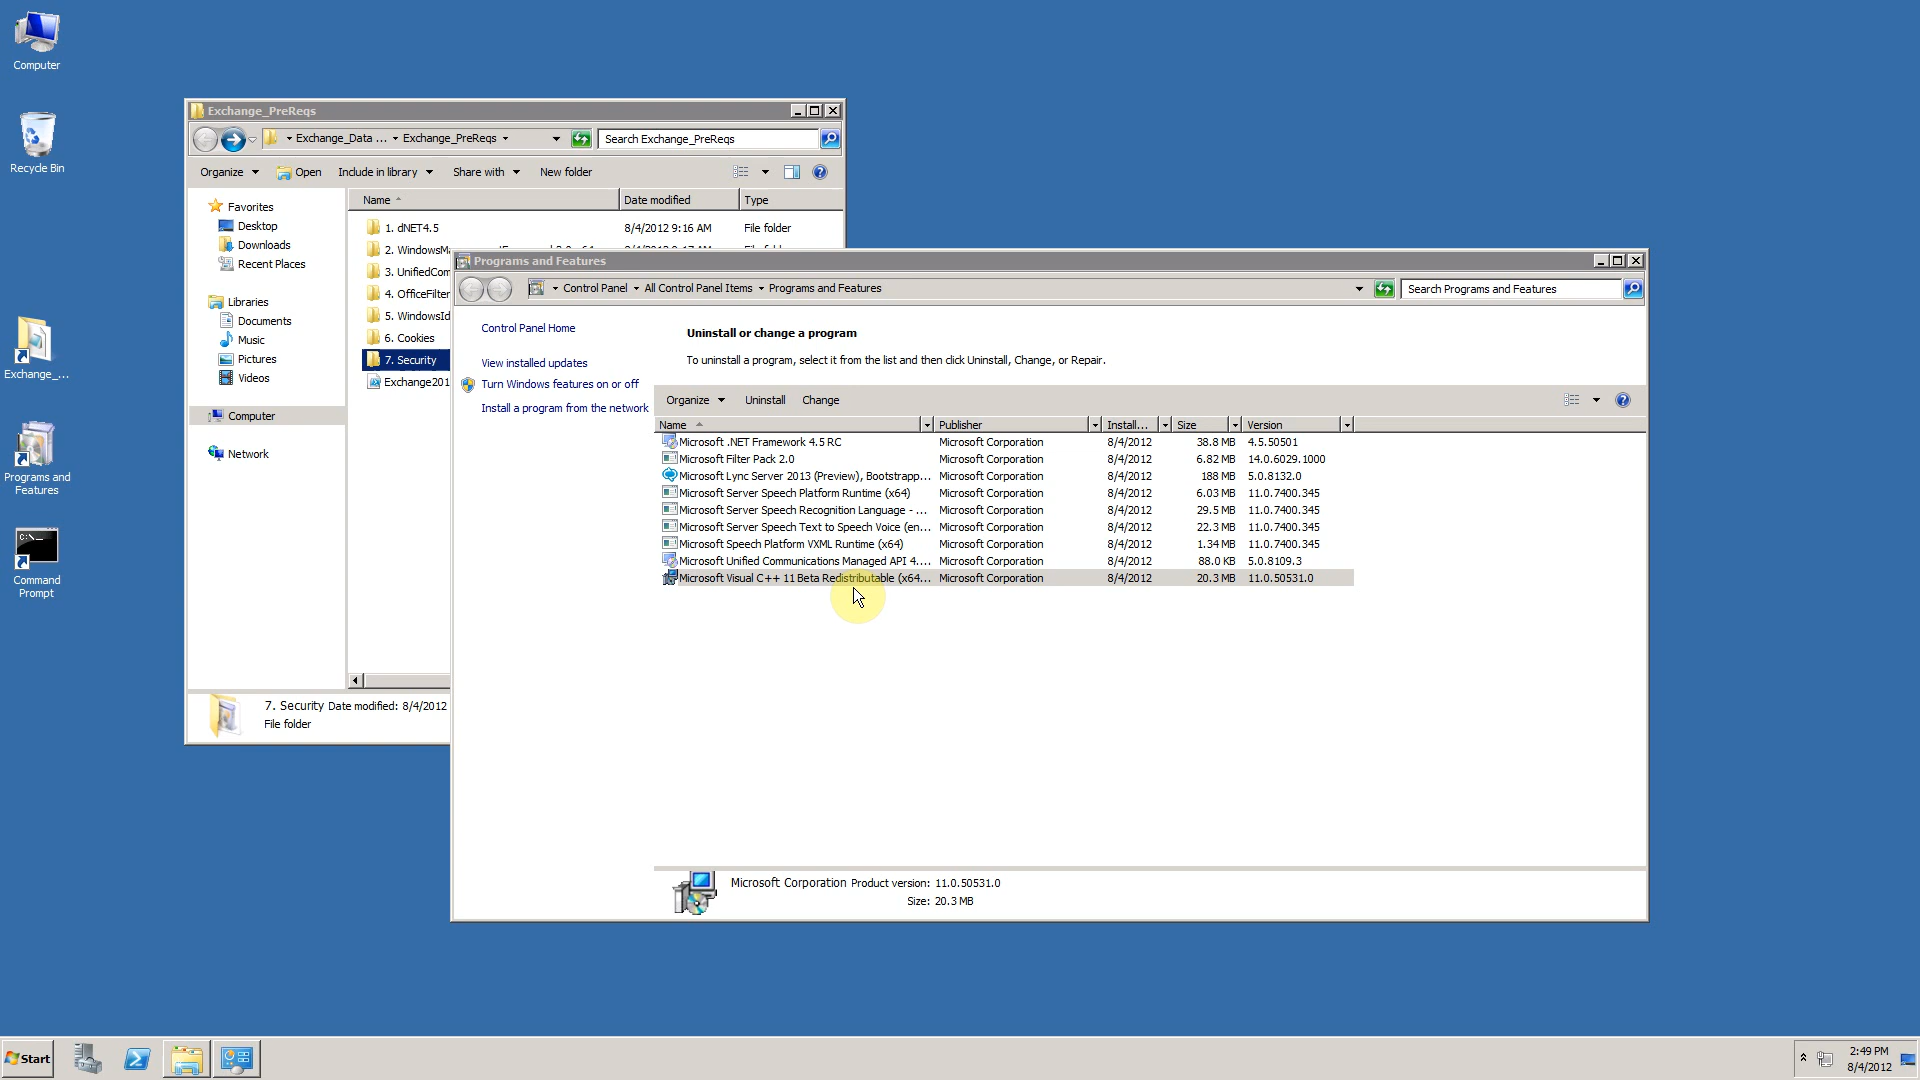 Computer
Recycle Bin
Exchange_...
Programs and
Features
C:\_
Command
Prompt
Exchange_PreReqs
Exchange_Data ... Exchange_PreReqs
Search Exchange_PreReqs
Organize Open Include in library Share with New folder
Name Date modified Type
Favorites
Desktop
Downloads
Recent Places
Libraries
Documents
Music
Pictures
Videos
Computer
Network
1. dNET4.5 8/4/2012 9:16 AM File folder
2. WindowsMa
3. UnifiedCom
4. OfficeFilter
5. WindowsId
6. Cookies
7. Security
Exchange201
7. Security Date modified: 8/4/2012
File folder
Programs and Features
Control Panel All Control Panel Items Programs and Features
Search Programs and Features
Control Panel Home
View installed updates
Turn Windows features on or off
Install a program from the network
Uninstall or change a program
To uninstall a program, select it from the list and then click Uninstall, Change, or Repair.
Organize Uninstall Change
Name Publisher Install... Size Version
Microsoft .NET Framework 4.5 RC Microsoft Corporation 8/4/2012 38.8 MB 4.5.50501
Microsoft Filter Pack 2.0 Microsoft Corporation 8/4/2012 6.82 MB 14.0.6029.1000
Microsoft Lync Server 2013 (Preview), Bootstrapp... Microsoft Corporation 8/4/2012 188 MB 5.0.8132.0
Microsoft Server Speech Platform Runtime (x64) Microsoft Corporation 8/4/2012 6.03 MB 11.0.7400.345
Microsoft Server Speech Recognition Language - ... Microsoft Corporation 8/4/2012 29.5 MB 11.0.7400.345
Microsoft Server Speech Text to Speech Voice (en... Microsoft Corporation 8/4/2012 22.3 MB 11.0.7400.345
Microsoft Speech Platform VXML Runtime (x64) Microsoft Corporation 8/4/2012 1.34 MB 11.0.7400.345
Microsoft Unified Communications Managed API 4.... Microsoft Corporation 8/4/2012 88.0 KB 5.0.8109.3
Microsoft Visual C++ 11 Beta Redistributable (x64... Microsoft Corporation 8/4/2012 20.3 MB 11.0.50531.0
Microsoft Corporation Product version: 11.0.50531.0
Size: 20.3 MB
Start
2:49 PM
8/4/2012